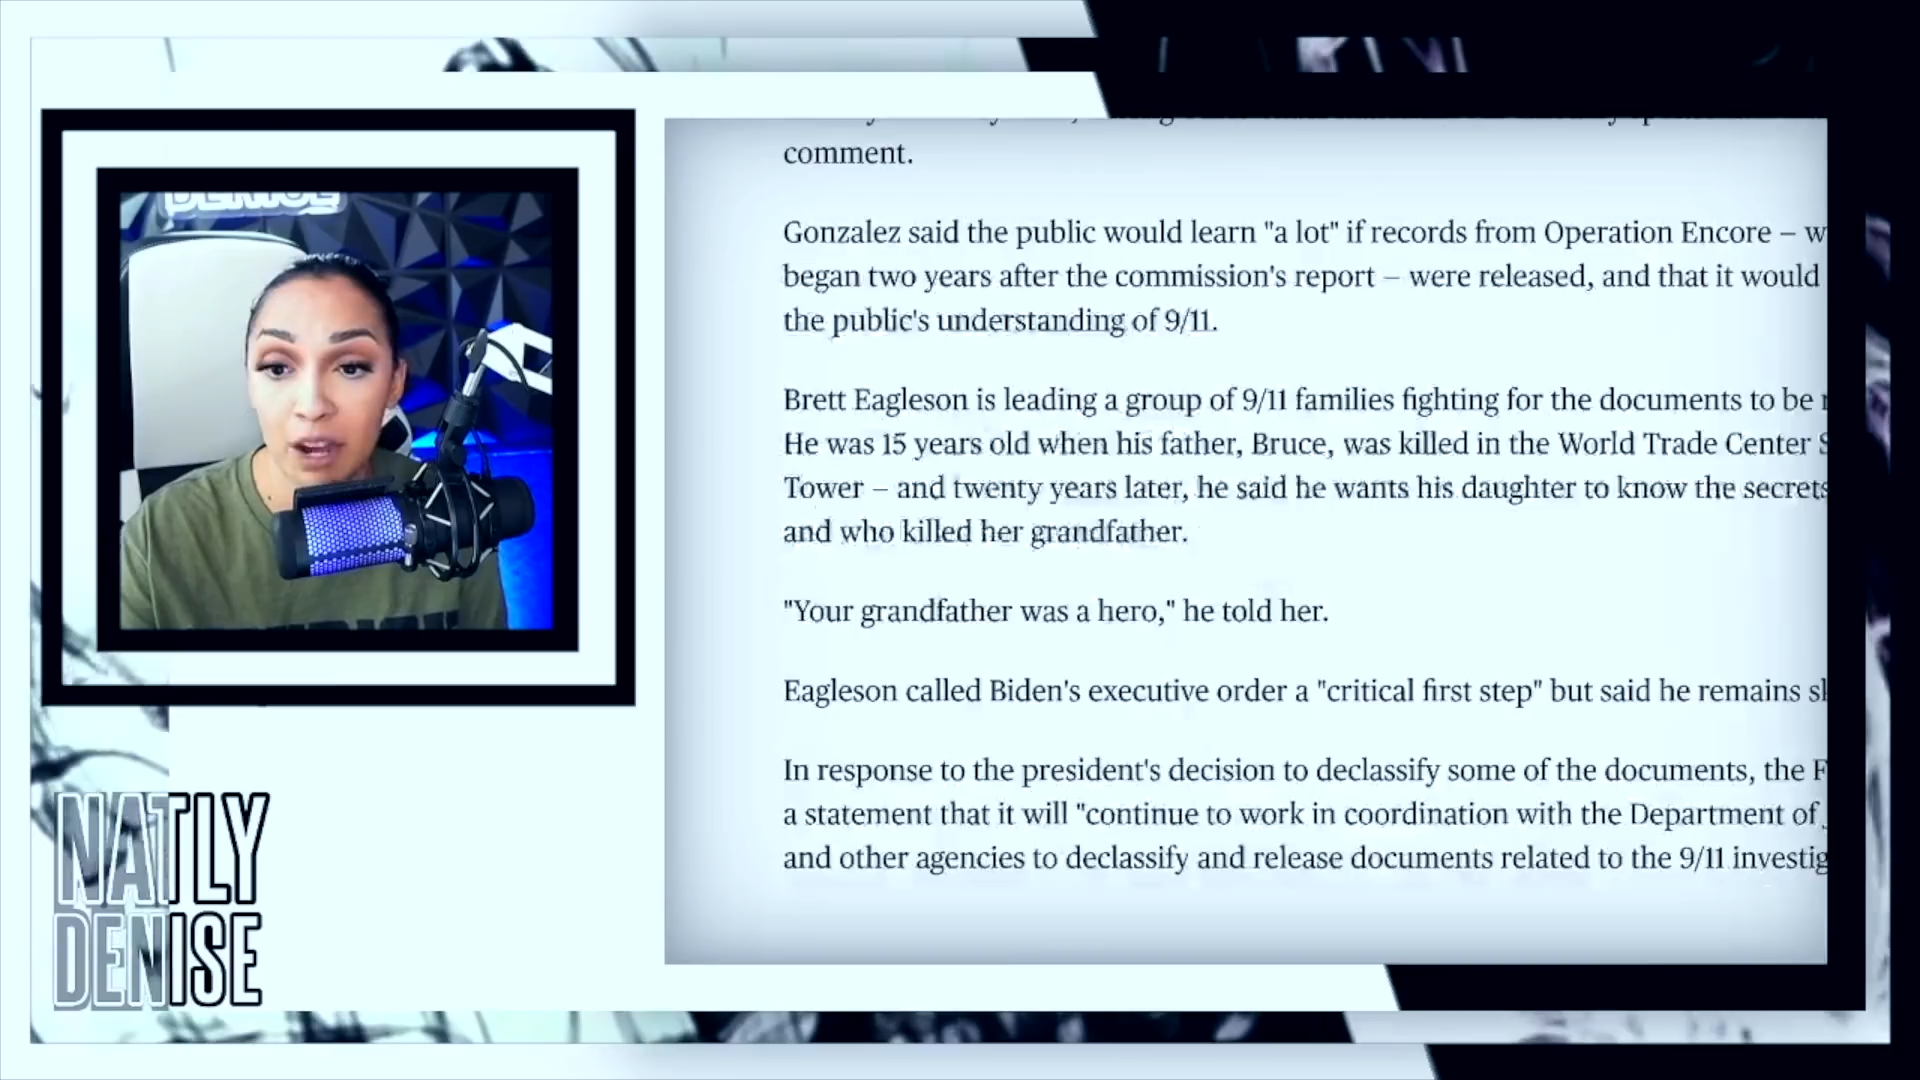 comment.
Gonzalez said the public would learn "a lot" if records from Operation Encore – w
began two years after the commission's report – were released, and that it would
the public's understanding of 9/11.
Brett Eagleson is leading a group of 9/11 families fighting for the documents to be
He was 15 years old when his father, Bruce, was killed in the World Trade Center S
Tower – and twenty years later, he said he wants his daughter to know the secrets
and who killed her grandfather.
"Your grandfather was a hero," he told her.
Eagleson called Biden's executive order a "critical first step" but said he remains sk
In response to the president's decision to declassify some of the documents, the F
a statement that it will "continue to work in coordination with the Department of
and other agencies to declassify and release documents related to the 9/11 investig
NATLY
DENISE